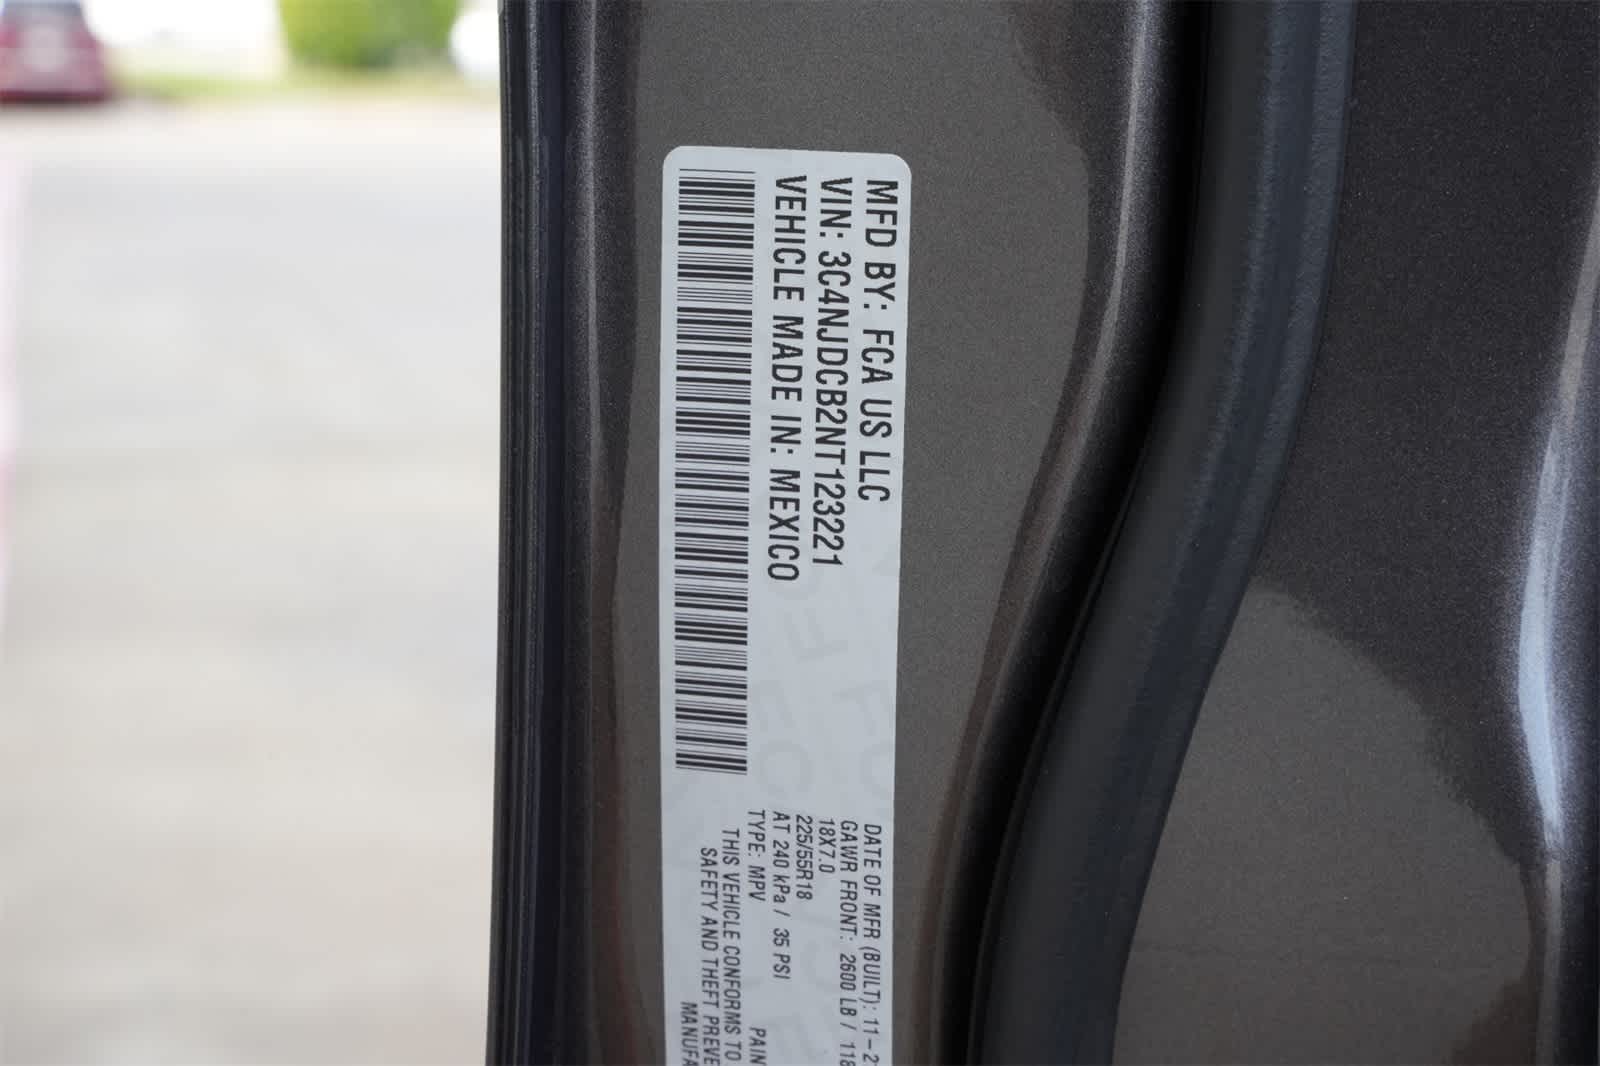 MFD BY: FCA US LLC
VIN: 3C4NJDCB2NT123221
VEHICLE MADE IN: MEXICO
DATE OF MFR (BUILT): 11-2
GAWR FRONT: 2600 LB / 118
18X7.0
225/55R18
AT 240 kPa / 35 PSI
TYPE: MPV PAIN
THIS VEHICLE CONFORMS TO
SAFETY AND THEFT PREVE
MANUFA